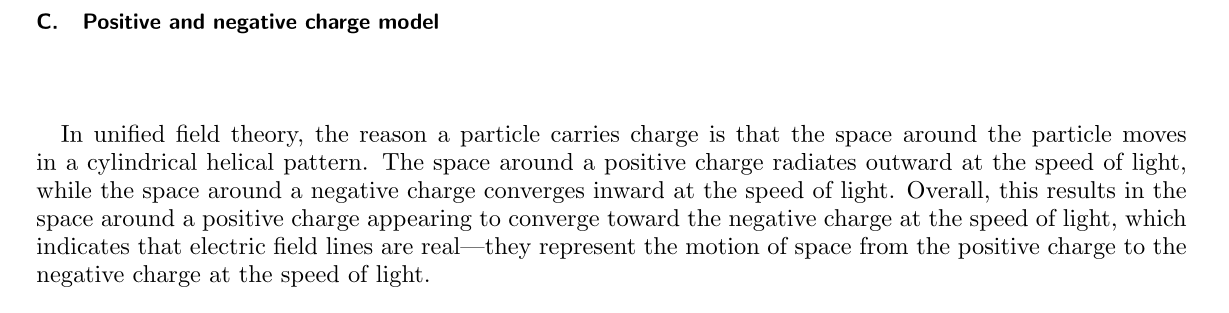 C. Positive and negative charge model
In unified field theory, the reason a particle carries charge is that the space around the particle moves
in a cylindrical helical pattern. The space around a positive charge radiates outward at the speed of light,
while the space around a negative charge converges inward at the speed of light. Overall, this results in the
space around a positive charge appearing to converge toward the negative charge at the speed of light, which
indicates that electric field lines are real—they represent the motion of space from the positive charge to the
negative charge at the speed of light.